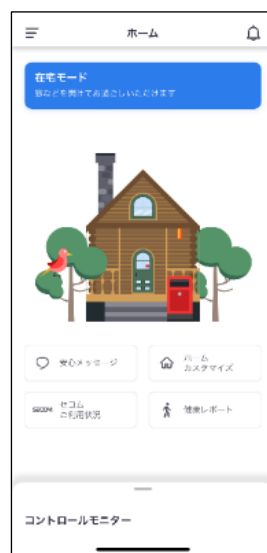 ホーム
在宅モード
窓などを開けてお過ごしいただけます
安心メッセージ
ホーム
カスタマイズ
SECOM
セコム
ご利用状況
健康レポート
コントロールモニター